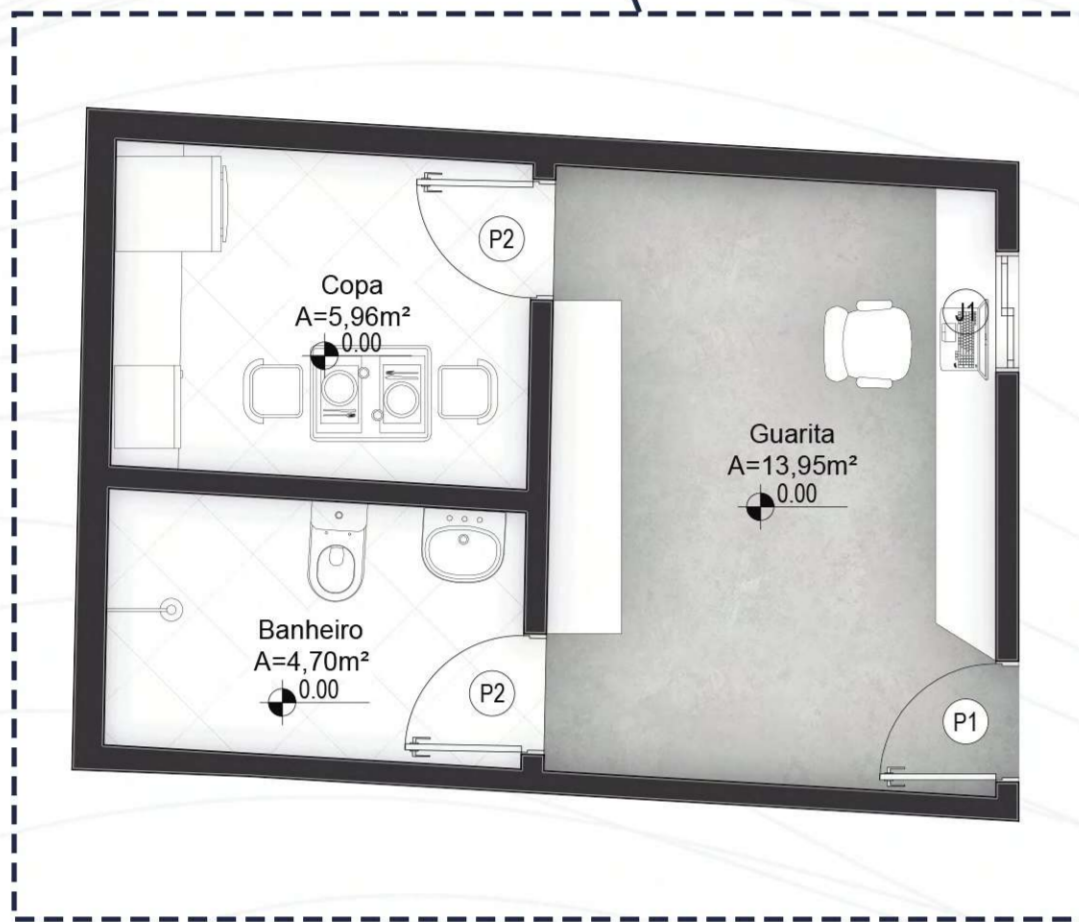 P2
Copa
A=5,96m²
0.00
J1
Guarita
A=13,95m²
0.00
Banheiro
A=4,70m²
0.00
P2
P1